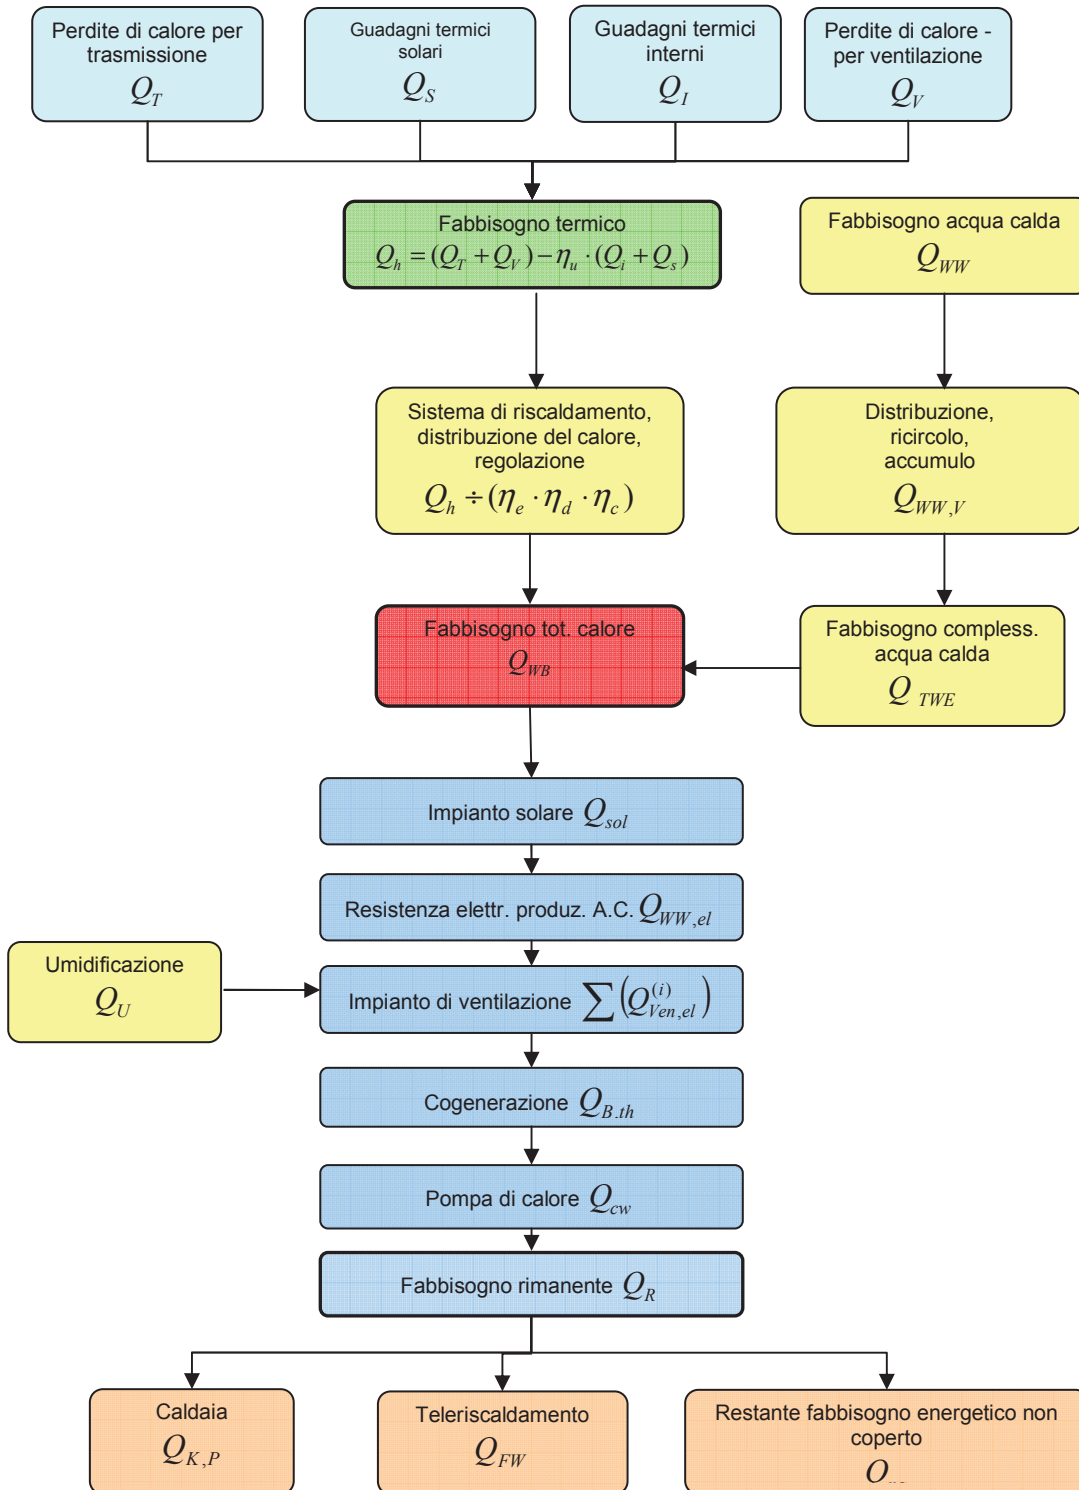 Perdite di calore per
trasmissione
Q_T
Guadagni termici
solari
Q_S
Guadagni termici
interni
Q_I
Perdite di calore -
per ventilazione
Q_V
Fabbisogno termico
Q_h = (Q_T + Q_V) − η_u · (Q_i + Q_s)
Fabbisogno acqua calda
Q_WW
Sistema di riscaldamento,
distribuzione del calore,
regolazione
Q_h ÷ (η_e · η_d · η_c)
Distribuzione,
ricircolo,
accumulo
Q_WW,V
Fabbisogno tot. calore
Q_WB
Fabbisogno compless.
acqua calda
Q_TWE
Impianto solare Q_sol
Resistenza elettr. produz. A.C. Q_WW,el
Umidificazione
Q_U
Impianto di ventilazione ∑(Q_Ven,el^(i))
Cogenerazione Q_B.th
Pompa di calore Q_cw
Fabbisogno rimanente Q_R
Caldaia
Q_K,P
Teleriscaldamento
Q_FW
Restante fabbisogno energetico non
coperto